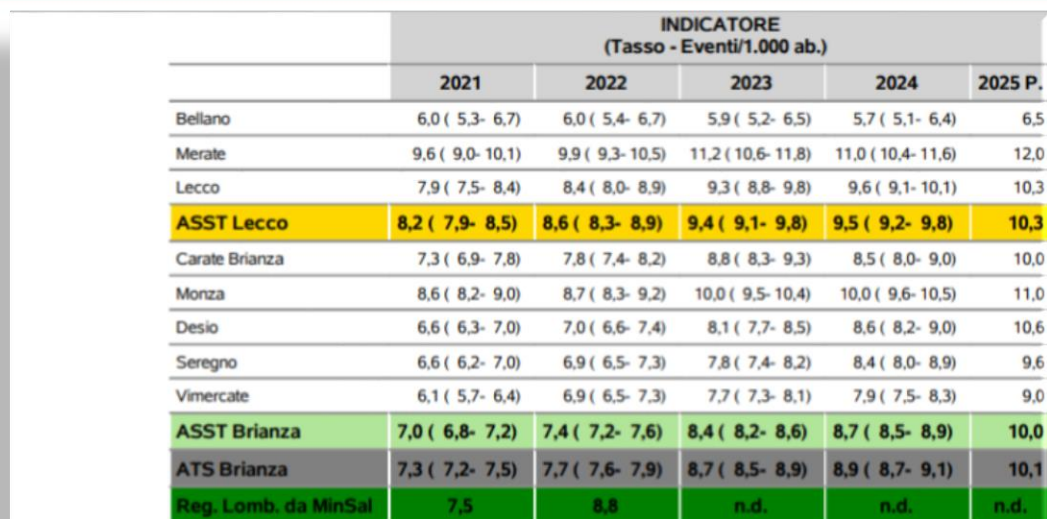 INDICATORE
(Tasso - Eventi/1.000 ab.)
2021 2022 2023 2024 2025 P.
Bellano 6,0 ( 5,3- 6,7) 6,0 ( 5,4- 6,7) 5,9 ( 5,2- 6,5) 5,7 ( 5,1- 6,4) 6,5
Merate 9,6 ( 9,0- 10,1) 9,9 ( 9,3- 10,5) 11,2 ( 10,6- 11,8) 11,0 ( 10,4- 11,6) 12,0
Lecco 7,9 ( 7,5- 8,4) 8,4 ( 8,0- 8,9) 9,3 ( 8,8- 9,8) 9,6 ( 9,1- 10,1) 10,3
ASST Lecco 8,2 ( 7,9- 8,5) 8,6 ( 8,3- 8,9) 9,4 ( 9,1- 9,8) 9,5 ( 9,2- 9,8) 10,3
Carate Brianza 7,3 ( 6,9- 7,8) 7,8 ( 7,4- 8,2) 8,8 ( 8,3- 9,3) 8,5 ( 8,0- 9,0) 10,0
Monza 8,6 ( 8,2- 9,0) 8,7 ( 8,3- 9,2) 10,0 ( 9,5- 10,4) 10,0 ( 9,6- 10,5) 11,0
Desio 6,6 ( 6,3- 7,0) 7,0 ( 6,6- 7,4) 8,1 ( 7,7- 8,5) 8,6 ( 8,2- 9,0) 10,6
Seregno 6,6 ( 6,2- 7,0) 6,9 ( 6,5- 7,3) 7,8 ( 7,4- 8,2) 8,4 ( 8,0- 8,9) 9,6
Vimercate 6,1 ( 5,7- 6,4) 6,9 ( 6,5- 7,3) 7,7 ( 7,3- 8,1) 7,9 ( 7,5- 8,3) 9,0
ASST Brianza 7,0 ( 6,8- 7,2) 7,4 ( 7,2- 7,6) 8,4 ( 8,2- 8,6) 8,7 ( 8,5- 8,9) 10,0
ATS Brianza 7,3 ( 7,2- 7,5) 7,7 ( 7,6- 7,9) 8,7 ( 8,5- 8,9) 8,9 ( 8,7- 9,1) 10,1
Reg. Lomb. da MinSal 7,5 8,8 n.d. n.d. n.d.